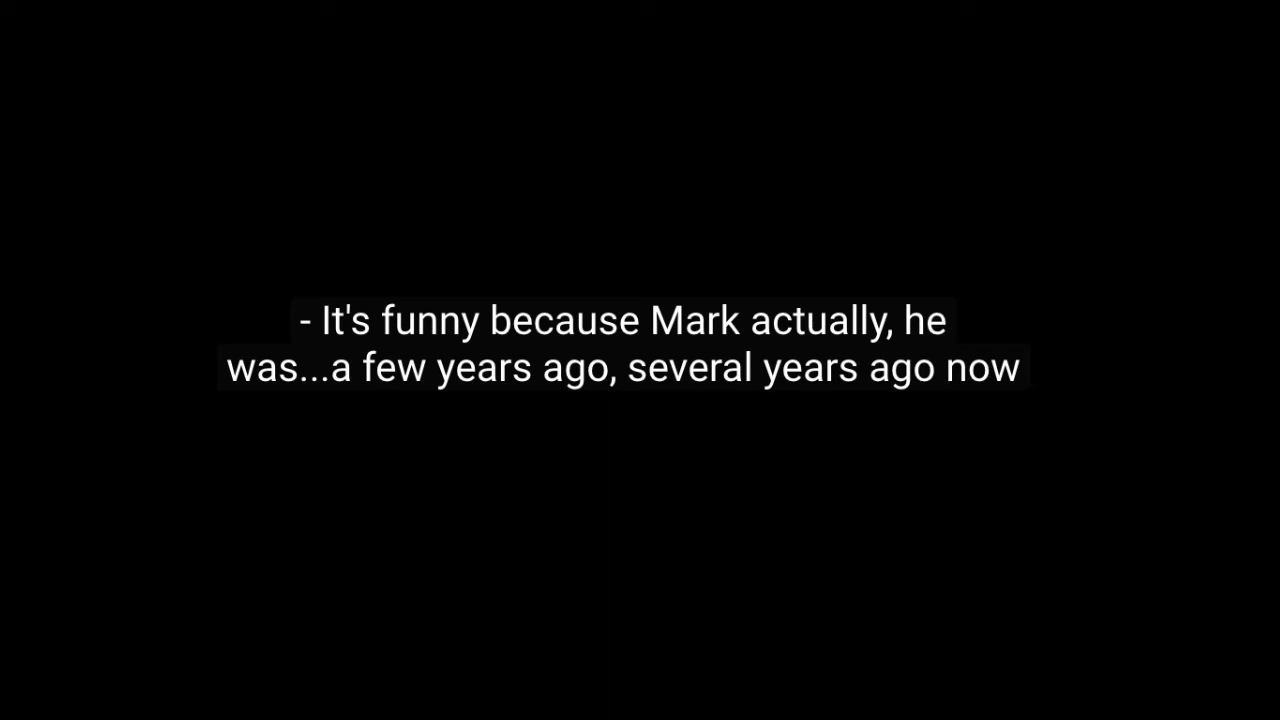 - It's funny because Mark actually, he
was...a few years ago, several years ago now